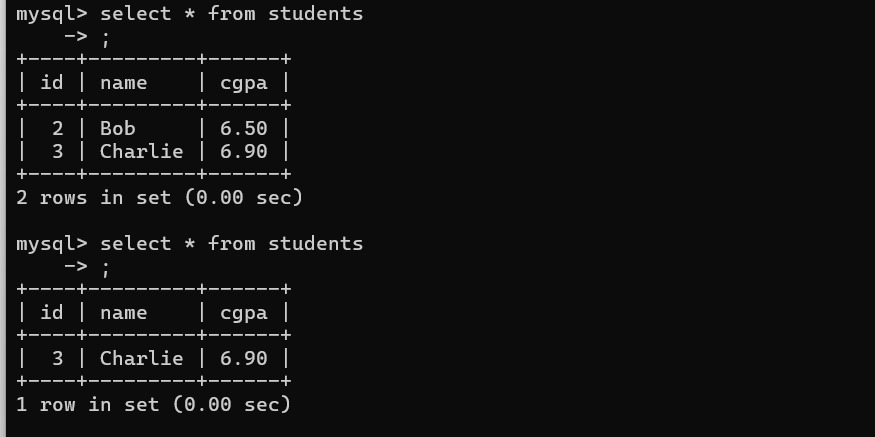 mysql> select * from students
    -> ;
+----+---------+------+
| id | name    | cgpa |
+----+---------+------+
|  2 | Bob     | 6.50 |
|  3 | Charlie | 6.90 |
+----+---------+------+
2 rows in set (0.00 sec)

mysql> select * from students
    -> ;
+----+---------+------+
| id | name    | cgpa |
+----+---------+------+
|  3 | Charlie | 6.90 |
+----+---------+------+
1 row in set (0.00 sec)